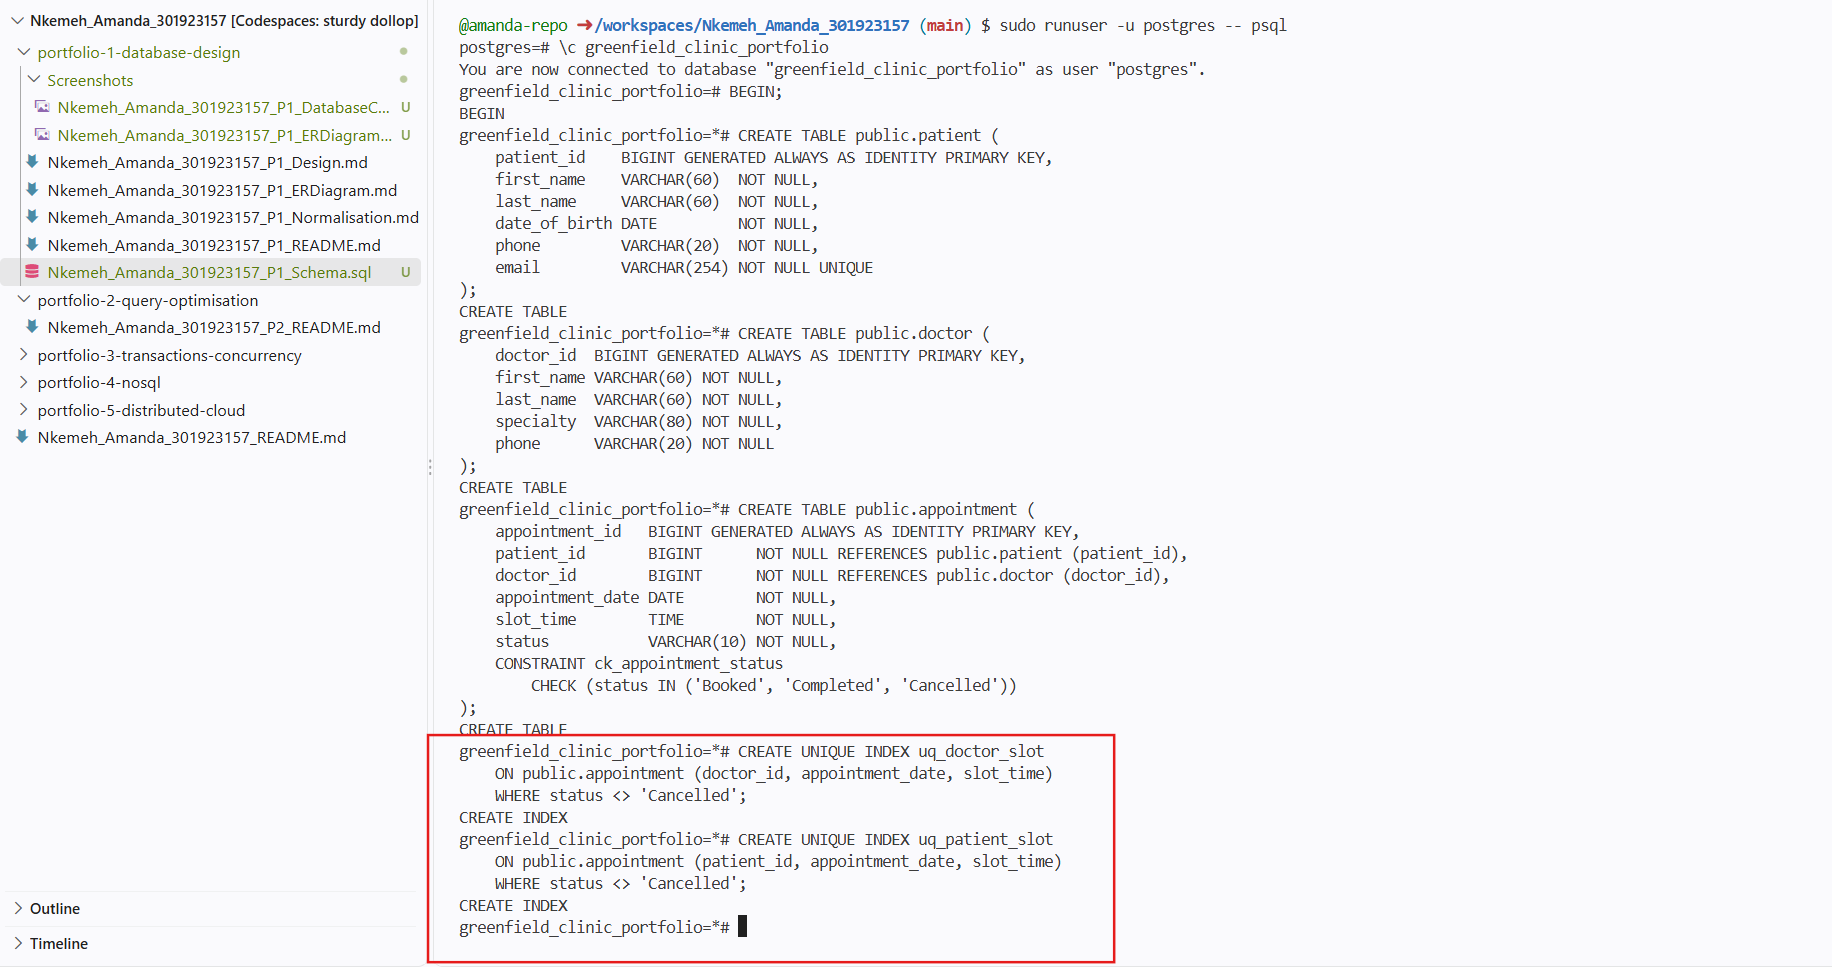 Nkemeh_Amanda_301923157 [Codespaces: sturdy dollop]
portfolio-1-database-design
Screenshots
Nkemeh_Amanda_301923157_P1_DatabaseC... U
Nkemeh_Amanda_301923157_P1_ERDiagram... U
Nkemeh_Amanda_301923157_P1_Design.md
Nkemeh_Amanda_301923157_P1_ERDiagram.md
Nkemeh_Amanda_301923157_P1_Normalisation.md
Nkemeh_Amanda_301923157_P1_README.md
Nkemeh_Amanda_301923157_P1_Schema.sql U
portfolio-2-query-optimisation
Nkemeh_Amanda_301923157_P2_README.md
portfolio-3-transactions-concurrency
portfolio-4-nosql
portfolio-5-distributed-cloud
Nkemeh_Amanda_301923157_README.md
Outline
Timeline
@amanda-repo ➜/workspaces/Nkemeh_Amanda_301923157 (main) $ sudo runuser -u postgres -- psql
postgres=# \c greenfield_clinic_portfolio
You are now connected to database "greenfield_clinic_portfolio" as user "postgres".
greenfield_clinic_portfolio=# BEGIN;
BEGIN
greenfield_clinic_portfolio=*# CREATE TABLE public.patient (
    patient_id    BIGINT GENERATED ALWAYS AS IDENTITY PRIMARY KEY,
    first_name    VARCHAR(60)  NOT NULL,
    last_name     VARCHAR(60)  NOT NULL,
    date_of_birth DATE         NOT NULL,
    phone         VARCHAR(20)  NOT NULL,
    email         VARCHAR(254) NOT NULL UNIQUE
);
CREATE TABLE
greenfield_clinic_portfolio=*# CREATE TABLE public.doctor (
    doctor_id  BIGINT GENERATED ALWAYS AS IDENTITY PRIMARY KEY,
    first_name VARCHAR(60) NOT NULL,
    last_name  VARCHAR(60) NOT NULL,
    specialty  VARCHAR(80) NOT NULL,
    phone      VARCHAR(20) NOT NULL
);
CREATE TABLE
greenfield_clinic_portfolio=*# CREATE TABLE public.appointment (
    appointment_id   BIGINT GENERATED ALWAYS AS IDENTITY PRIMARY KEY,
    patient_id       BIGINT      NOT NULL REFERENCES public.patient (patient_id),
    doctor_id        BIGINT      NOT NULL REFERENCES public.doctor (doctor_id),
    appointment_date DATE        NOT NULL,
    slot_time        TIME        NOT NULL,
    status           VARCHAR(10) NOT NULL,
    CONSTRAINT ck_appointment_status
        CHECK (status IN ('Booked', 'Completed', 'Cancelled'))
);
CREATE TABLE
greenfield_clinic_portfolio=*# CREATE UNIQUE INDEX uq_doctor_slot
    ON public.appointment (doctor_id, appointment_date, slot_time)
    WHERE status <> 'Cancelled';
CREATE INDEX
greenfield_clinic_portfolio=*# CREATE UNIQUE INDEX uq_patient_slot
    ON public.appointment (patient_id, appointment_date, slot_time)
    WHERE status <> 'Cancelled';
CREATE INDEX
greenfield_clinic_portfolio=*#